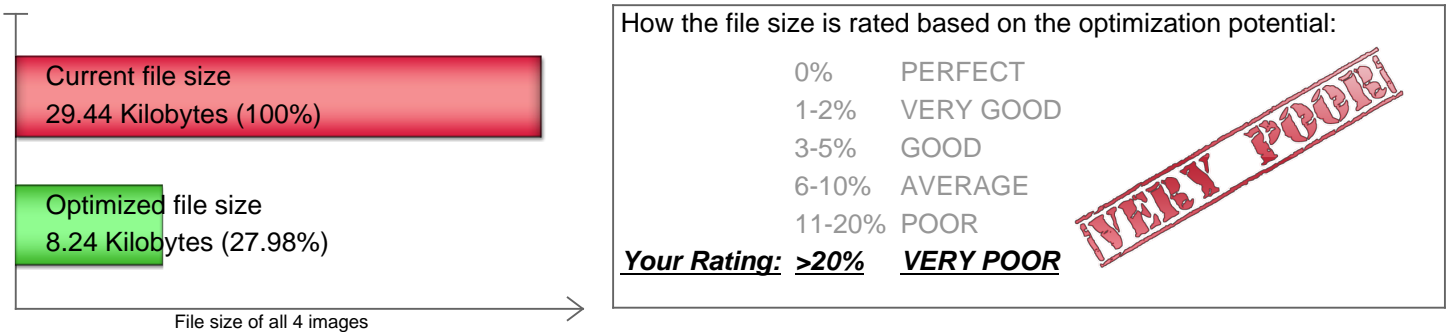 Current file size
29.44 Kilobytes (100%)
Optimized file size
8.24 Kilobytes (27.98%)
File size of all 4 images
How the file size is rated based on the optimization potential:
0% PERFECT
1-2% VERY GOOD
3-5% GOOD
6-10% AVERAGE
11-20% POOR
Your Rating: >20% VERY POOR
VERY POOR